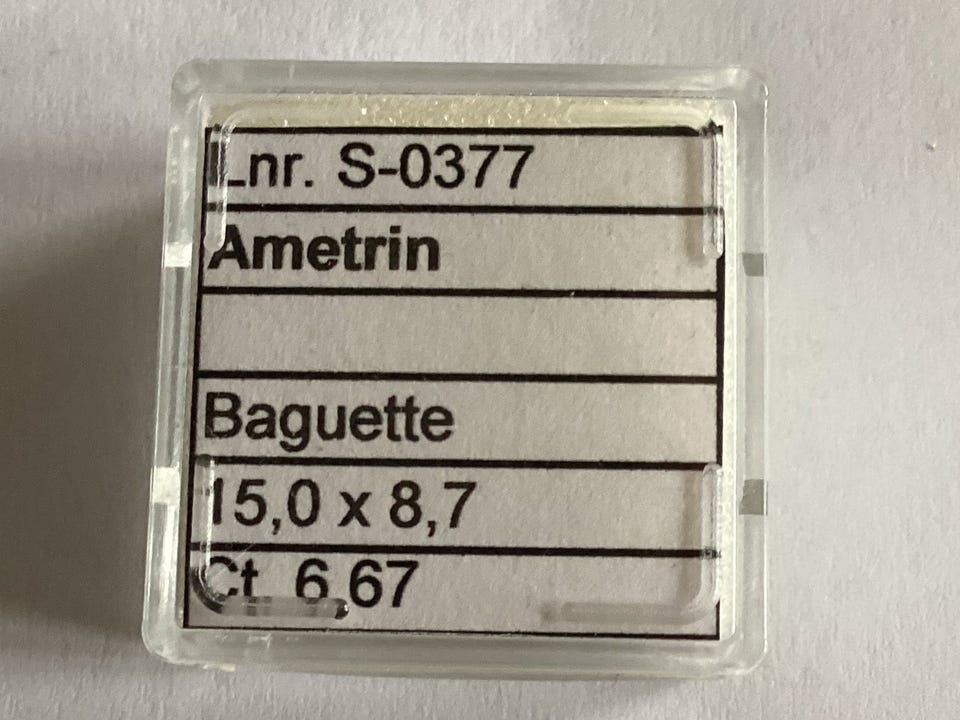 Lnr. S-0377
Ametrin
Baguette
15,0 x 8,7
Ct. 6,67